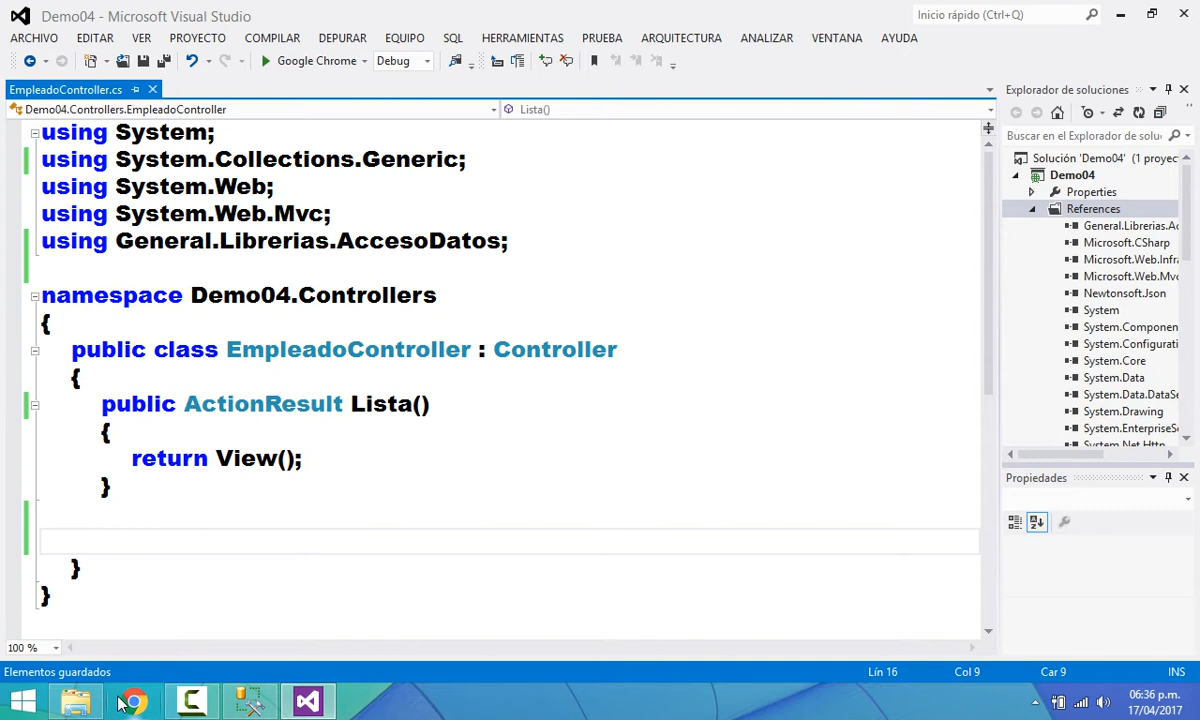 Demo04 - Microsoft Visual Studio
Inicio rápido (Ctrl+Q)
ARCHIVO EDITAR VER PROYECTO COMPILAR DEPURAR EQUIPO SQL HERRAMIENTAS PRUEBA ARQUITECTURA ANALIZAR VENTANA AYUDA
Google Chrome Debug
EmpleadoController.cs
Demo04.Controllers.EmpleadoController
Lista()
using System;
using System.Collections.Generic;
using System.Web;
using System.Web.Mvc;
using General.Librerias.AccesoDatos;
namespace Demo04.Controllers
{
public class EmpleadoController : Controller
{
public ActionResult Lista()
{
return View();
}
}
}
100 %
Explorador de soluciones
Buscar en el Explorador de solu
Solución 'Demo04' (1 proyec
Demo04
Properties
References
General.Librerias.Ac
Microsoft.CSharp
Microsoft.Web.Infra
Microsoft.Web.Mvc
Newtonsoft.Json
System
System.Componen
System.Configurati
System.Core
System.Data
System.Data.DataSe
System.Drawing
System.EnterpriseSe
System.Net.Http
Propiedades
Elementos guardados
Lín 16 Col 9 Car 9 INS
06:36 p.m.
17/04/2017